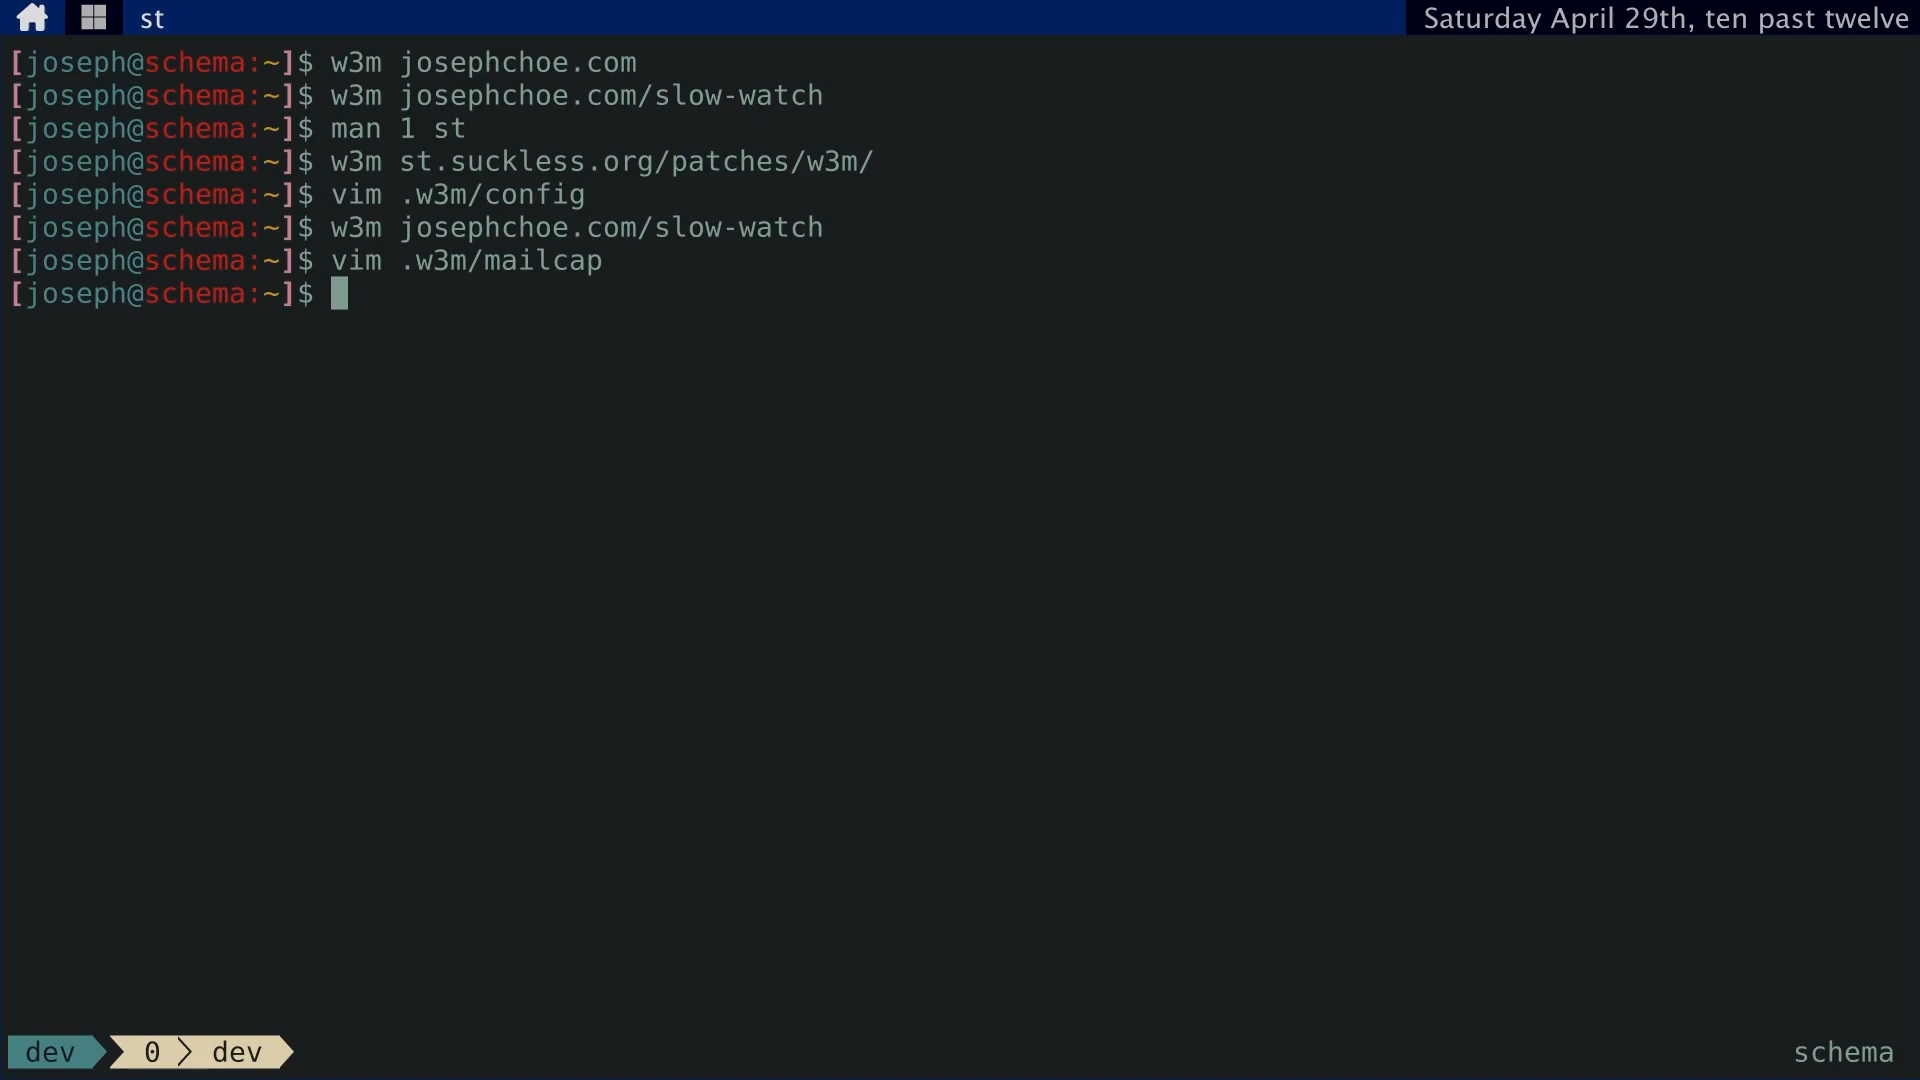 st
Saturday April 29th, ten past twelve
[joseph@schema:~]$ w3m josephchoe.com
[joseph@schema:~]$ w3m josephchoe.com/slow-watch
[joseph@schema:~]$ man 1 st
[joseph@schema:~]$ w3m st.suckless.org/patches/w3m/
[joseph@schema:~]$ vim .w3m/config
[joseph@schema:~]$ w3m josephchoe.com/slow-watch
[joseph@schema:~]$ vim .w3m/mailcap
[joseph@schema:~]$
dev 0 dev
schema